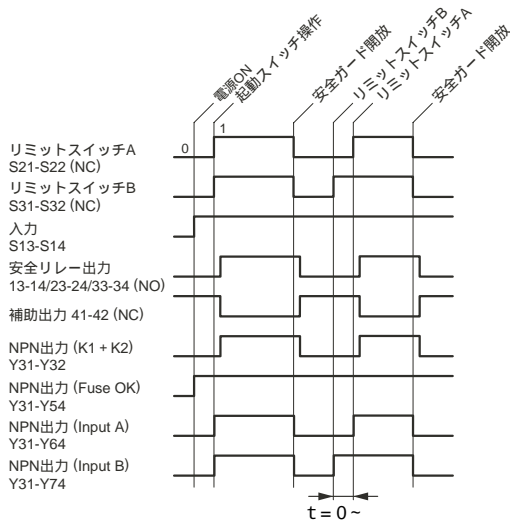 電源ON
起動スイッチ操作
安全ガード開放
リミットスイッチB
リミットスイッチA
安全ガード開放
0
1
リミットスイッチA
S21-S22 (NC)
リミットスイッチB
S31-S32 (NC)
入力
S13-S14
安全リレー出力
13-14/23-24/33-34 (NO)
補助出力 41-42 (NC)
NPN出力 (K1 + K2)
Y31-Y32
NPN出力 (Fuse OK)
Y31-Y54
NPN出力 (Input A)
Y31-Y64
NPN出力 (Input B)
Y31-Y74
t = 0 ~